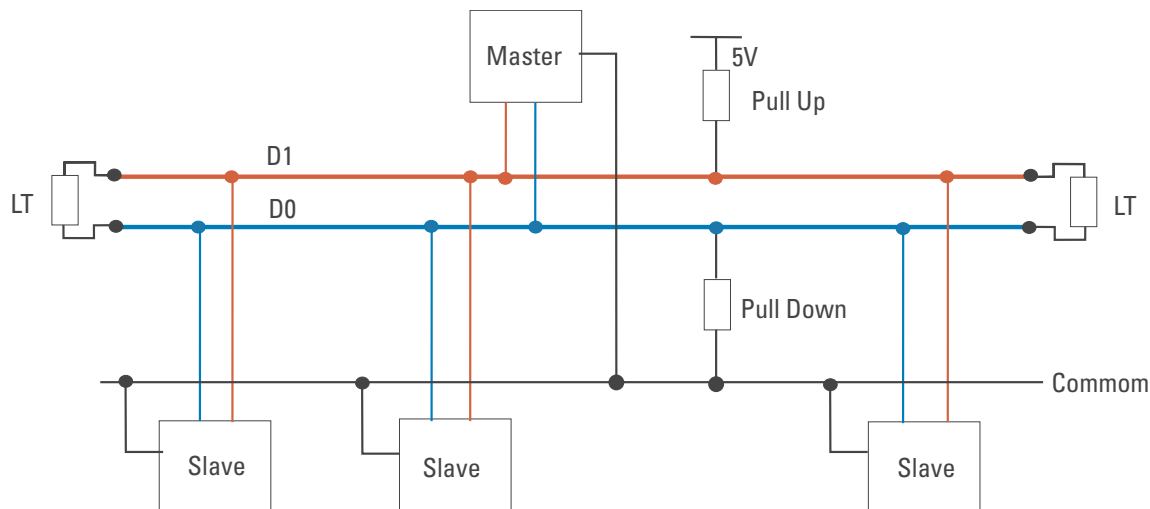 Master
5V
Pull Up
D1
LT
LT
D0
Pull Down
Commom
Slave
Slave
Slave